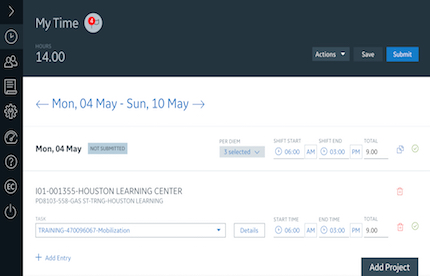 My Time 4
HOURS
14.00
Actions Save Submit
Mon, 04 May - Sun, 10 May
Mon, 04 May NOT SUBMITTED
PER DIEM SHIFT START SHIFT END TOTAL
3 selected 06:00 AM 03:00 PM 9.00
I01-001355-HOUSTON LEARNING CENTER
PDB103-558-GAS ST-TRNG-HOUSTON LEARNING
TASK START TIME END TIME TOTAL
TRAINING-470096067-Mobilization Details 06:00 AM 03:00 PM 9.00
+ Add Entry
Add Project
EC